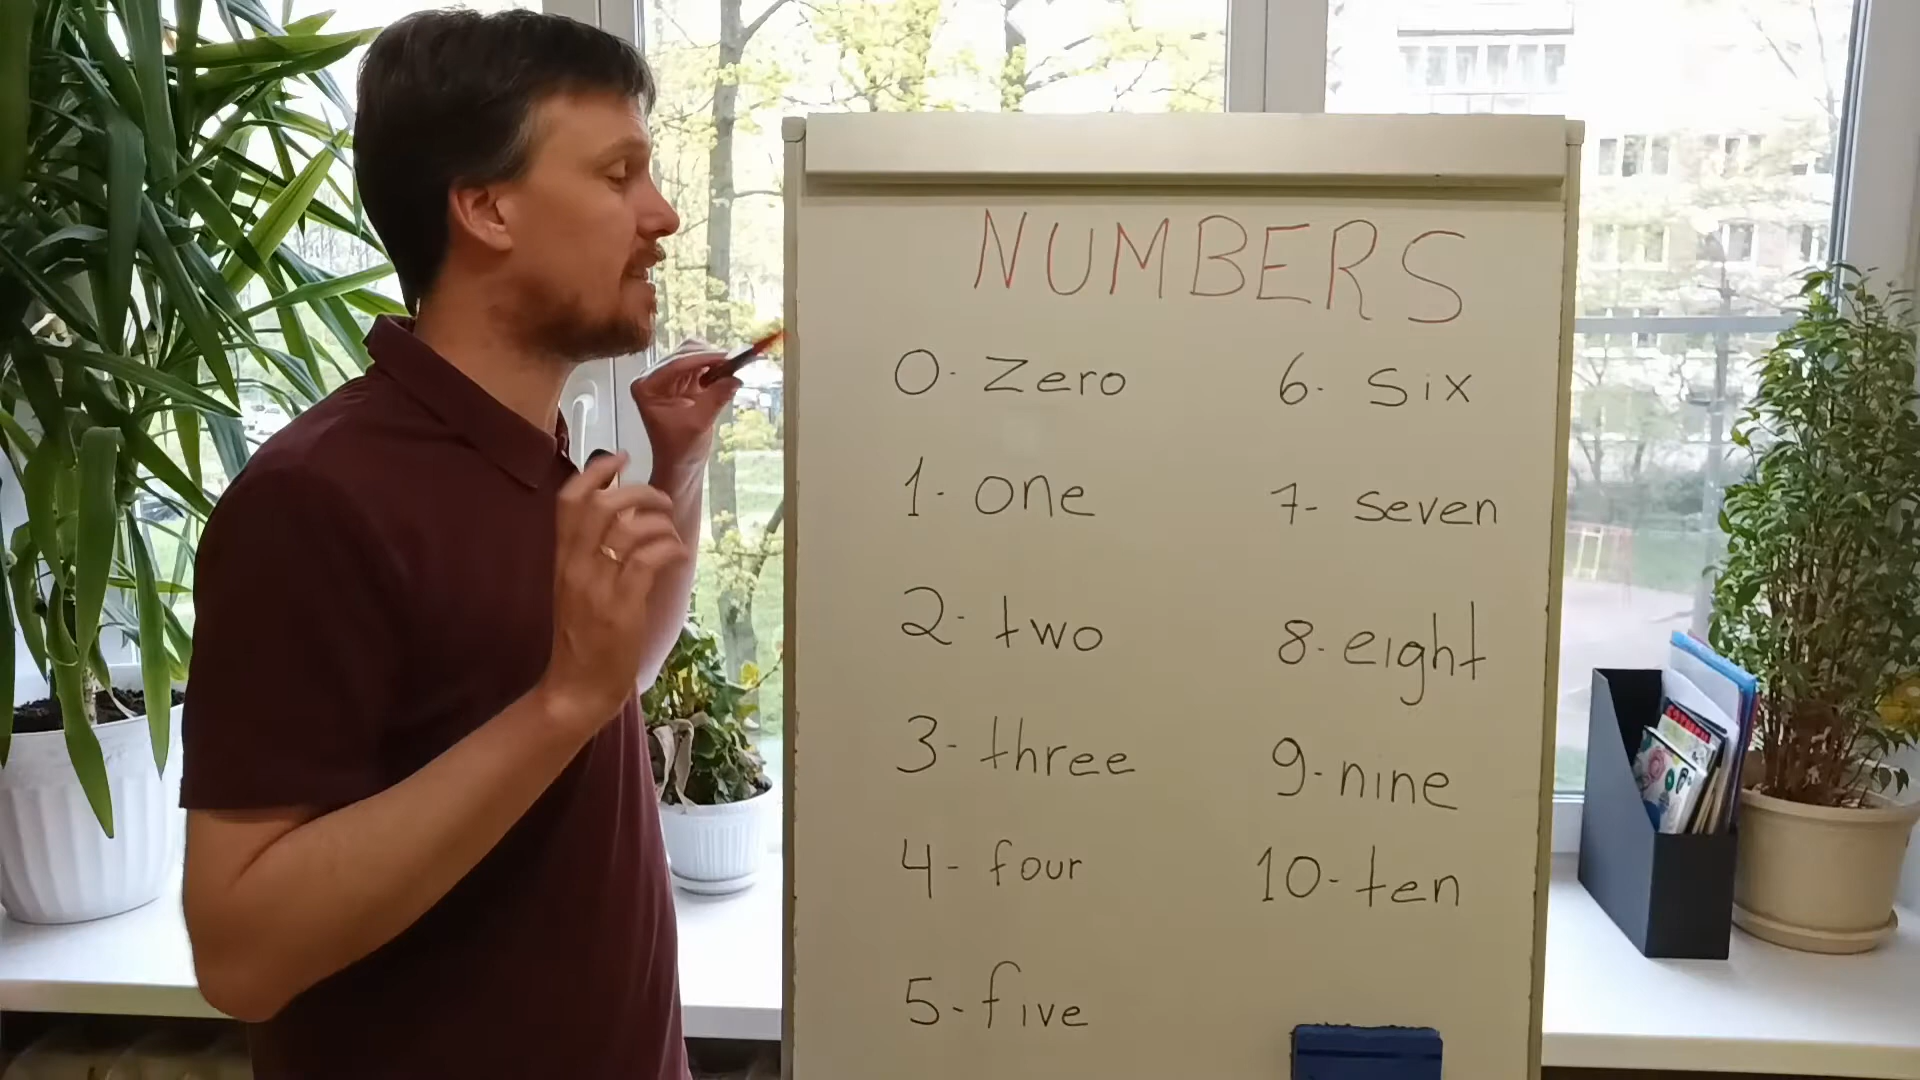 NUMBERS
0- Zero
1- one
2- two
3- three
4- four
5- five
6- six
7- seven
8- eight
9- nine
10- ten